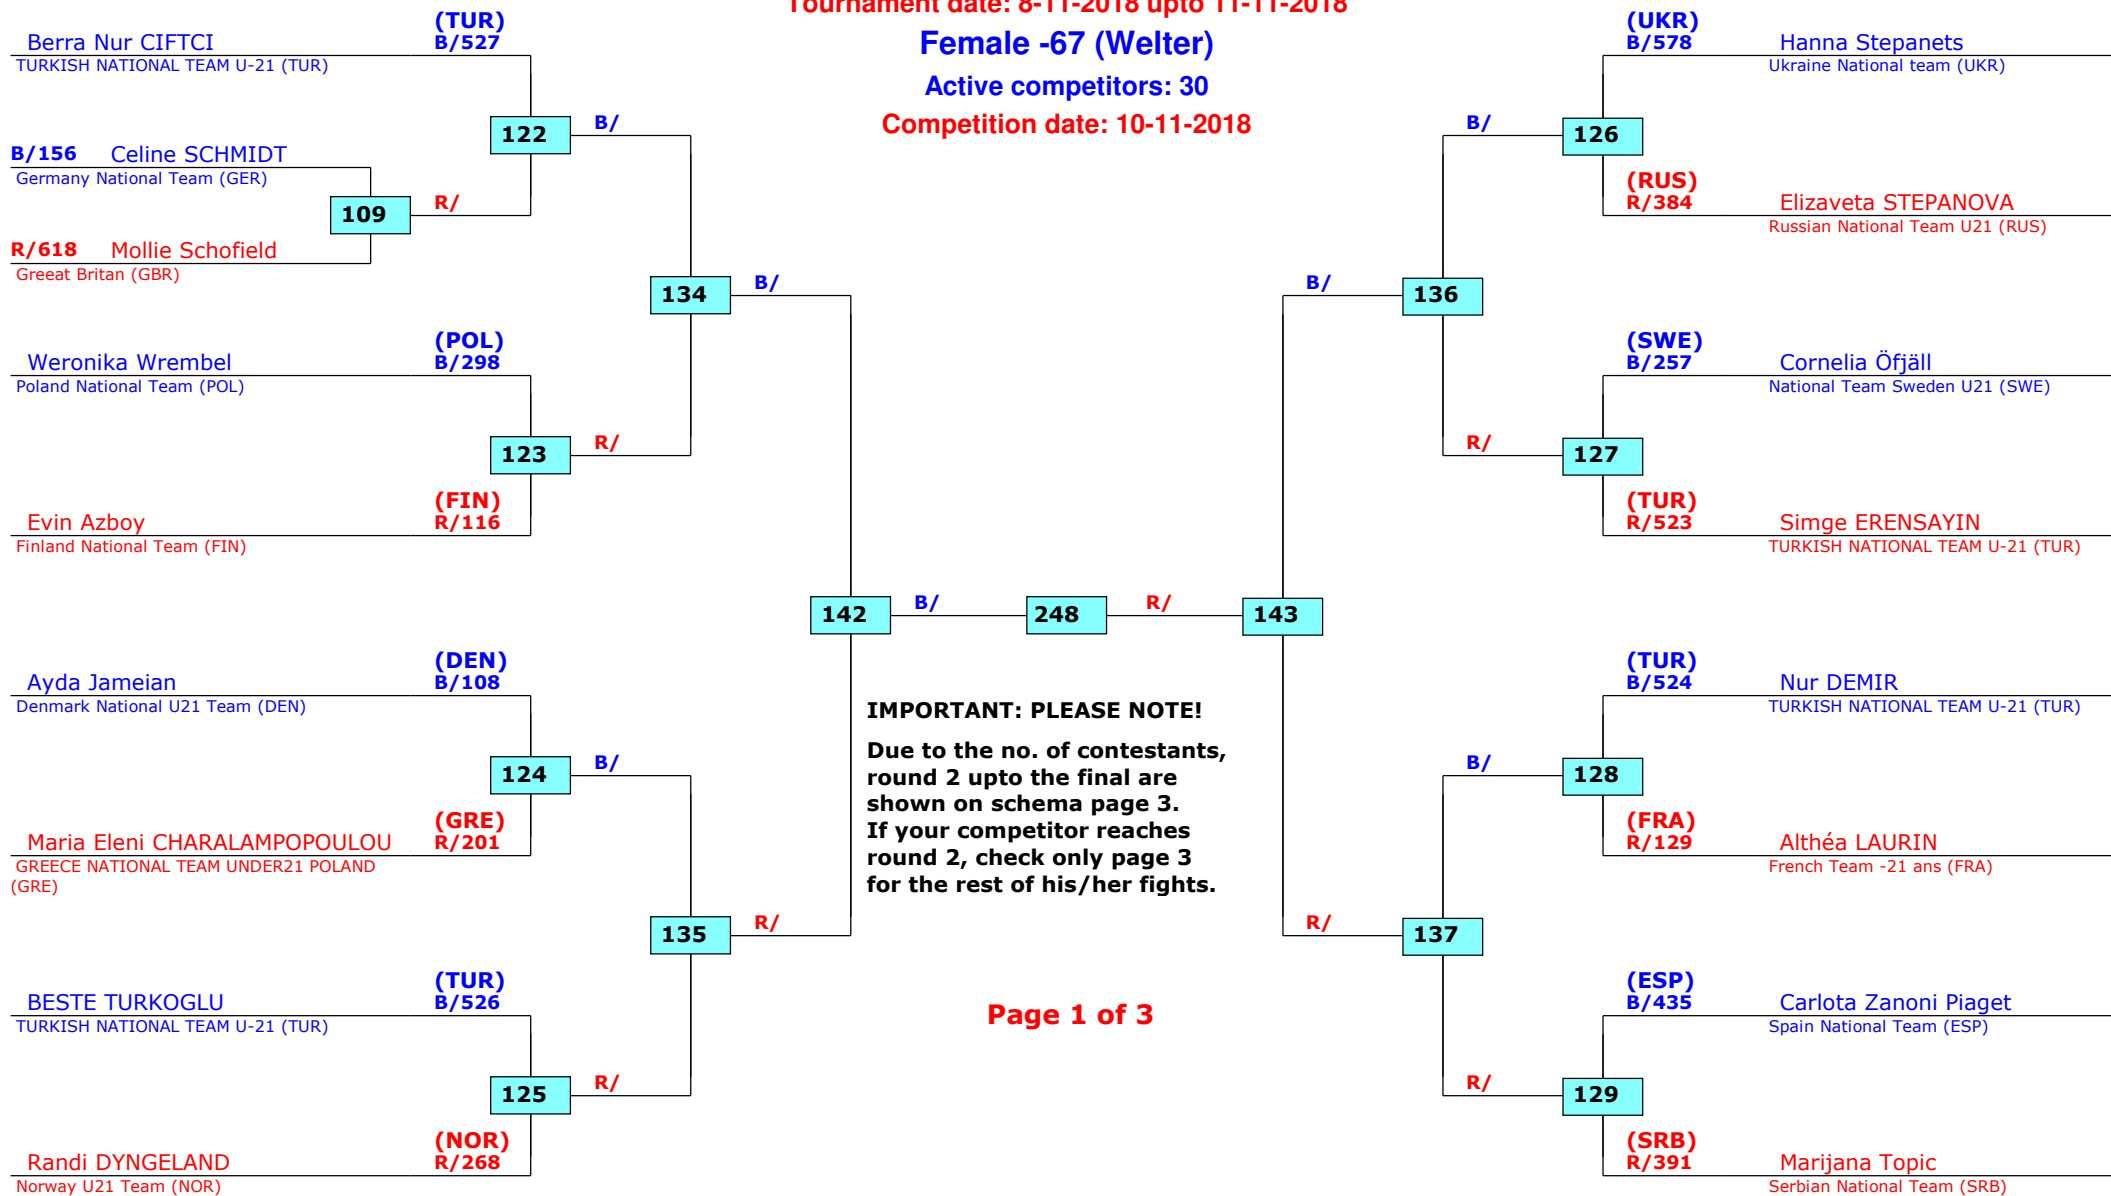 Tournament date: 8-11-2018 upto 11-11-2018
Female -67 (Welter)
Active competitors: 30
Competition date: 10-11-2018
(TUR)
Berra Nur CIFTCI B/527
TURKISH NATIONAL TEAM U-21 (TUR)
122 B/
B/156 Celine SCHMIDT
Germany National Team (GER)
109 R/
R/618 Mollie Schofield
Greeat Britan (GBR)
134 B/
(POL)
Weronika Wrembel B/298
Poland National Team (POL)
123 R/
(FIN)
Evin Azboy R/116
Finland National Team (FIN)
142 B/ 248 R/ 143
(DEN)
Ayda Jameian B/108
Denmark National U21 Team (DEN)
124 B/
(GRE)
Maria Eleni CHARALAMPOPOULOU R/201
GREECE NATIONAL TEAM UNDER21 POLAND
(GRE)
135 R/
(TUR)
BESTE TURKOGLU B/526
TURKISH NATIONAL TEAM U-21 (TUR)
125 R/
(NOR)
Randi DYNGELAND R/268
Norway U21 Team (NOR)
IMPORTANT: PLEASE NOTE!
Due to the no. of contestants,
round 2 upto the final are
shown on schema page 3.
If your competitor reaches
round 2, check only page 3
for the rest of his/her fights.
Page 1 of 3
(UKR)
B/578 Hanna Stepanets
Ukraine National team (UKR)
B/ 126
(RUS)
R/384 Elizaveta STEPANOVA
Russian National Team U21 (RUS)
B/ 136
(SWE)
B/257 Cornelia Öfjäll
National Team Sweden U21 (SWE)
R/ 127
(TUR)
R/523 Simge ERENSAYIN
TURKISH NATIONAL TEAM U-21 (TUR)
(TUR)
B/524 Nur DEMIR
TURKISH NATIONAL TEAM U-21 (TUR)
B/ 128
(FRA)
R/129 Althéa LAURIN
French Team -21 ans (FRA)
R/ 137
(ESP)
B/435 Carlota Zanoni Piaget
Spain National Team (ESP)
R/ 129
(SRB)
R/391 Marijana Topic
Serbian National Team (SRB)